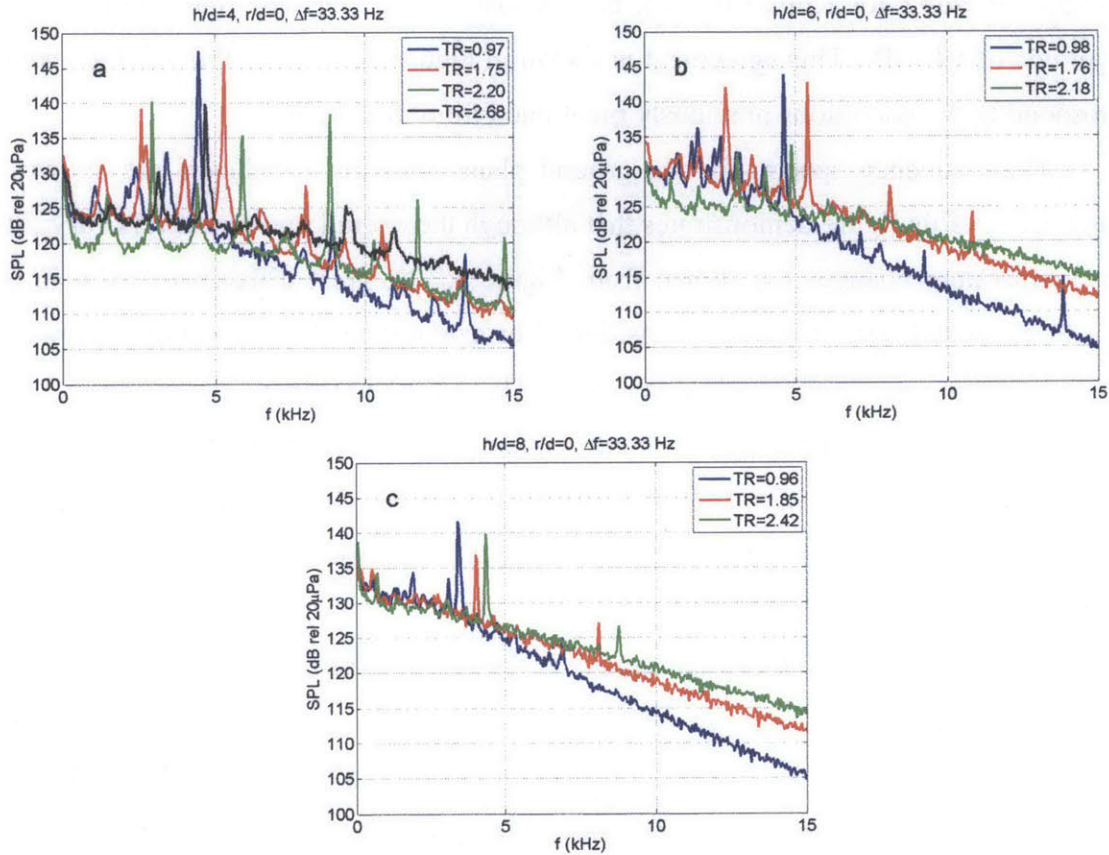 h/d=4, r/d=0, Δf=33.33 Hz
150
145
140
135
130
125
120
115
110
105
100
SPL (dB rel 20μPa)
a
TR=0.97
TR=1.75
TR=2.20
TR=2.68
0
5
10
15
f (kHz)
h/d=6, r/d=0, Δf=33.33 Hz
150
145
140
135
130
125
120
115
110
105
100
SPL (dB rel 20μPa)
b
TR=0.98
TR=1.76
TR=2.18
0
5
10
15
f (kHz)
h/d=8, r/d=0, Δf=33.33 Hz
150
145
140
135
130
125
120
115
110
105
100
SPL (dB rel 20μPa)
c
TR=0.96
TR=1.85
TR=2.42
0
5
10
15
f (kHz)